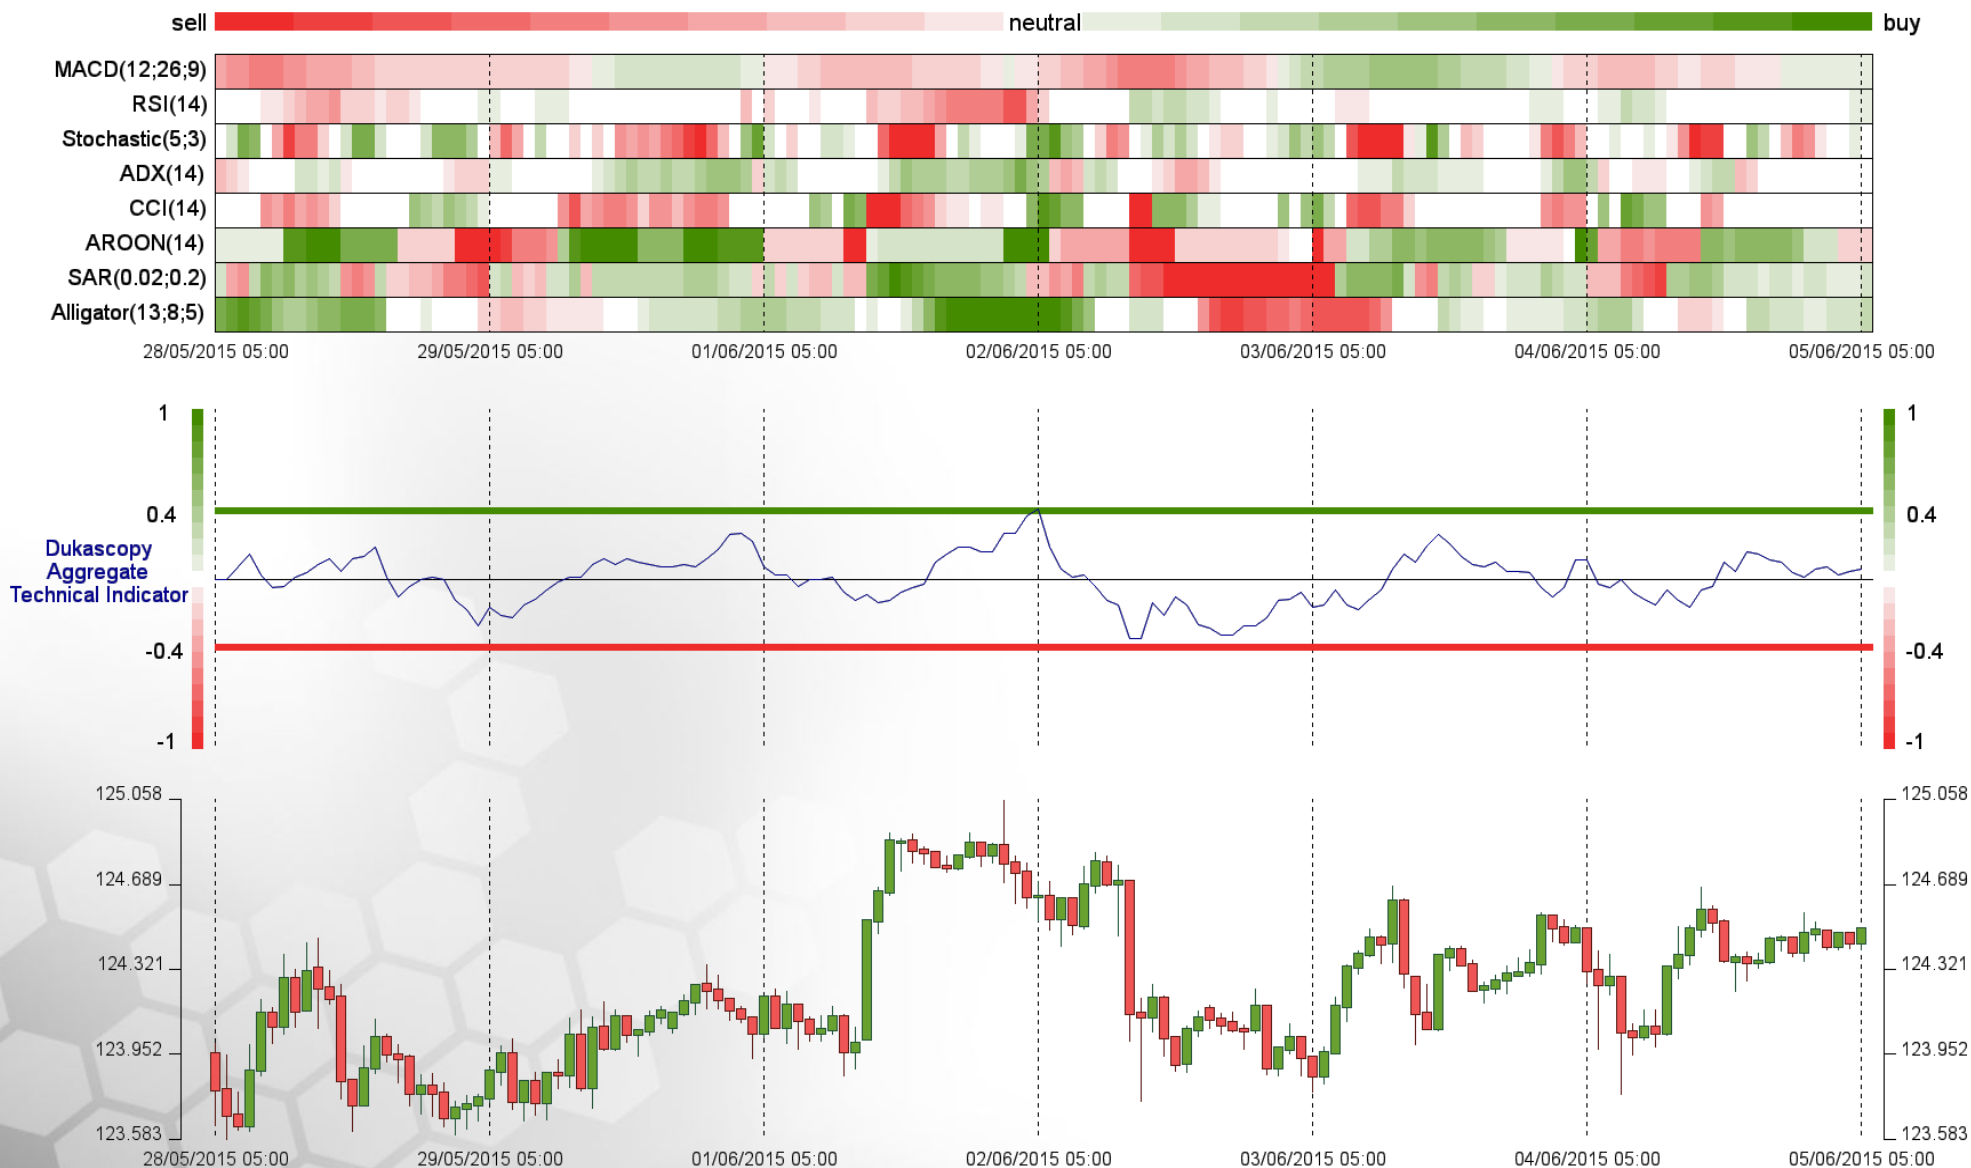 sell neutral buy
MACD(12;26;9)
RSI(14)
Stochastic(5;3)
ADX(14)
CCI(14)
AROON(14)
SAR(0.02;0.2)
Alligator(13;8;5)
28/05/2015 05:00 29/05/2015 05:00 01/06/2015 05:00 02/06/2015 05:00 03/06/2015 05:00 04/06/2015 05:00 05/06/2015 05:00
1 1
0.4 0.4
Dukascopy
Aggregate
Technical Indicator
-0.4 -0.4
-1 -1
125.058 125.058
124.689 124.689
124.321 124.321
123.952 123.952
123.583 123.583
28/05/2015 05:00 29/05/2015 05:00 01/06/2015 05:00 02/06/2015 05:00 03/06/2015 05:00 04/06/2015 05:00 05/06/2015 05:00